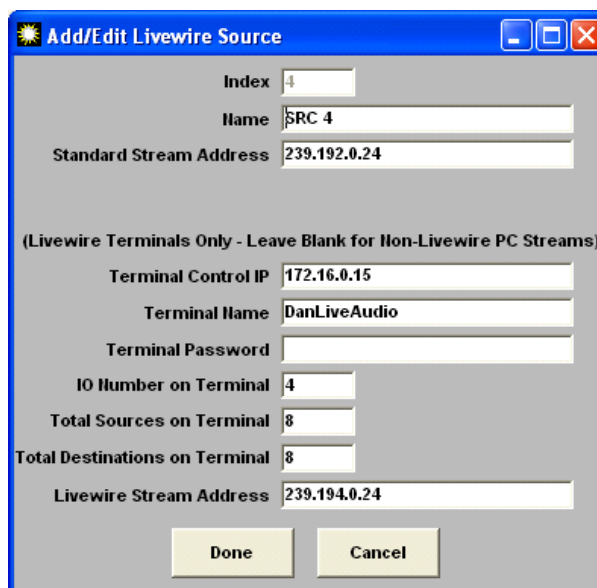 Add/Edit Livewire Source
Index 4
Name SRC 4
Standard Stream Address 239.192.0.24
(Livewire Terminals Only - Leave Blank for Non-Livewire PC Streams)
Terminal Control IP 172.16.0.15
Terminal Name DanLiveAudio
Terminal Password
IO Number on Terminal 4
Total Sources on Terminal 8
Total Destinations on Terminal 8
Livewire Stream Address 239.194.0.24
Done Cancel